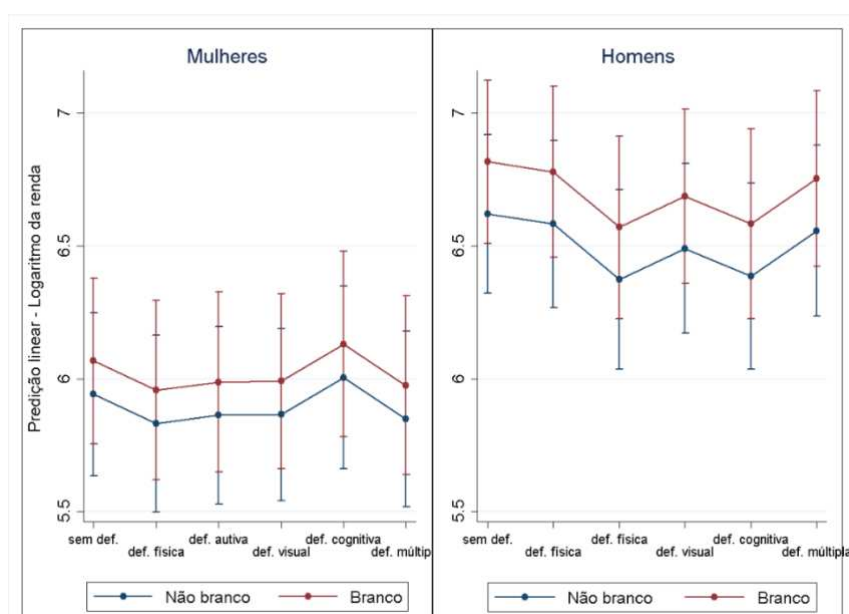 Mulheres
Predição linear - Logaritmo da renda
7
6.5
6
5.5
sem def.
def. física
def. autiva
def. visual
def. cognitiva
def. múltip
Não branco
Branco
Homens
7
6.5
6
5.5
sem def.
def. física
def. física
def. visual
def. cognitiva
def. múltipla
Não branco
Branco